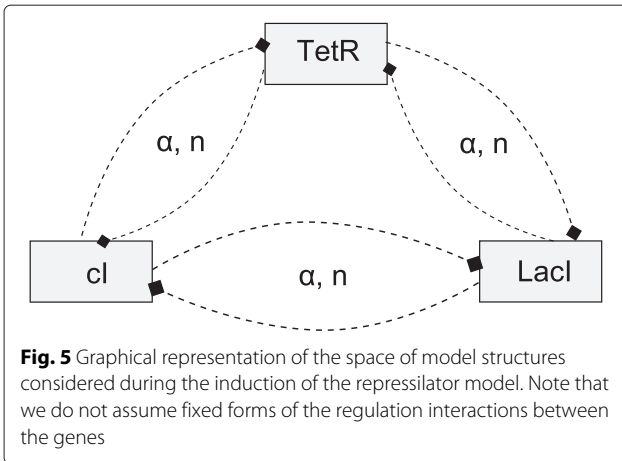 TetR
α, n
α, n
cI
α, n
LacI
Fig. 5 Graphical representation of the space of model structures
considered during the induction of the repressilator model. Note that
we do not assume fixed forms of the regulation interactions between
the genes